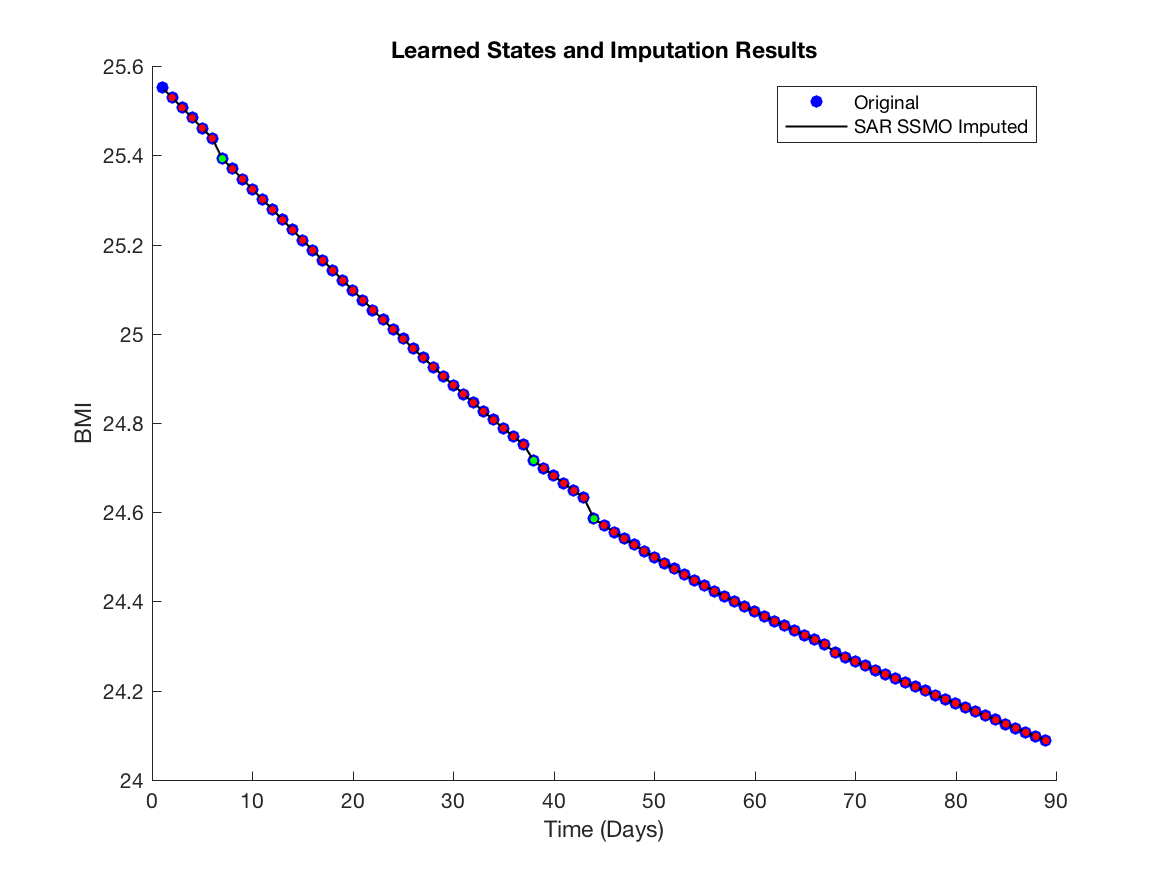 Learned States and Imputation Results
Original
SAR SSMO Imputed
25.6
25.4
25.2
25
24.8
24.6
24.4
24.2
24
BMI
0 10 20 30 40 50 60 70 80 90
Time (Days)